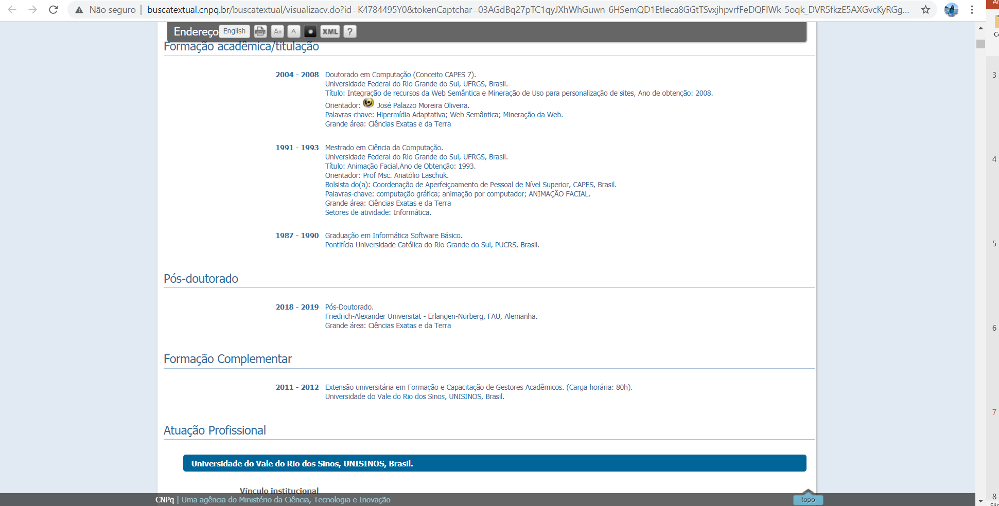 Não seguro | buscatextual.cnpq.br/buscatextual/visualizacv.do?id=K4784495Y0&tokenCaptchar=03AGdBq27pTC1qyJXhWhGuwn-6HSemQD1EtIeca8GGtTSvxjhpvrfFeDQFIWk-5oqk_DVR5fkzE5AXGvcKyRGg...
Endereço English A+ A XML ?
Formação acadêmica/titulação
2004 - 2008 Doutorado em Computação (Conceito CAPES 7).
Universidade Federal do Rio Grande do Sul, UFRGS, Brasil.
Título: Integração de recursos da Web Semântica e Mineração de Uso para personalização de sites, Ano de obtenção: 2008.
Orientador: José Palazzo Moreira Oliveira.
Palavras-chave: Hipermídia Adaptativa; Web Semântica; Mineração da Web.
Grande área: Ciências Exatas e da Terra
1991 - 1993 Mestrado em Ciência da Computação.
Universidade Federal do Rio Grande do Sul, UFRGS, Brasil.
Título: Animação Facial,Ano de Obtenção: 1993.
Orientador: Prof Msc. Anatólio Laschuk.
Bolsista do(a): Coordenação de Aperfeiçoamento de Pessoal de Nível Superior, CAPES, Brasil.
Palavras-chave: computação gráfica; animação por computador; ANIMAÇÃO FACIAL.
Grande área: Ciências Exatas e da Terra
Setores de atividade: Informática.
1987 - 1990 Graduação em Informática Software Básico.
Pontifícia Universidade Católica do Rio Grande do Sul, PUCRS, Brasil.
Pós-doutorado
2018 - 2019 Pós-Doutorado.
Friedrich-Alexander Universität - Erlangen-Nürberg, FAU, Alemanha.
Grande área: Ciências Exatas e da Terra
Formação Complementar
2011 - 2012 Extensão universitária em Formação e Capacitação de Gestores Acadêmicos. (Carga horária: 80h).
Universidade do Vale do Rio dos Sinos, UNISINOS, Brasil.
Atuação Profissional
Universidade do Vale do Rio dos Sinos, UNISINOS, Brasil.
Vínculo institucional
CNPq | Uma agência do Ministério da Ciência, Tecnologia e Inovação
topo
3
4
5
6
7
8